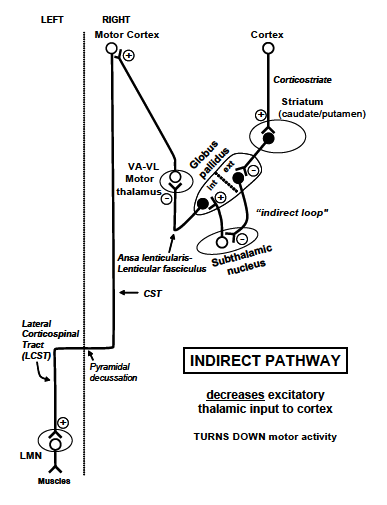 LEFT
RIGHT
Motor Cortex
+
Cortex
Corticostriate
+
Striatum
(caudate/putamen)
Globus
pallidus
ext
int
−
+
VA-VL
Motor
thalamus
−
"indirect loop"
−
Subthalamic
nucleus
Ansa lenticularis-
Lenticular fasciculus
CST
Lateral
Corticospinal
Tract
(LCST)
Pyramidal
decussation
+
LMN
Muscles
INDIRECT PATHWAY
decreases excitatory
thalamic input to cortex
TURNS DOWN motor activity